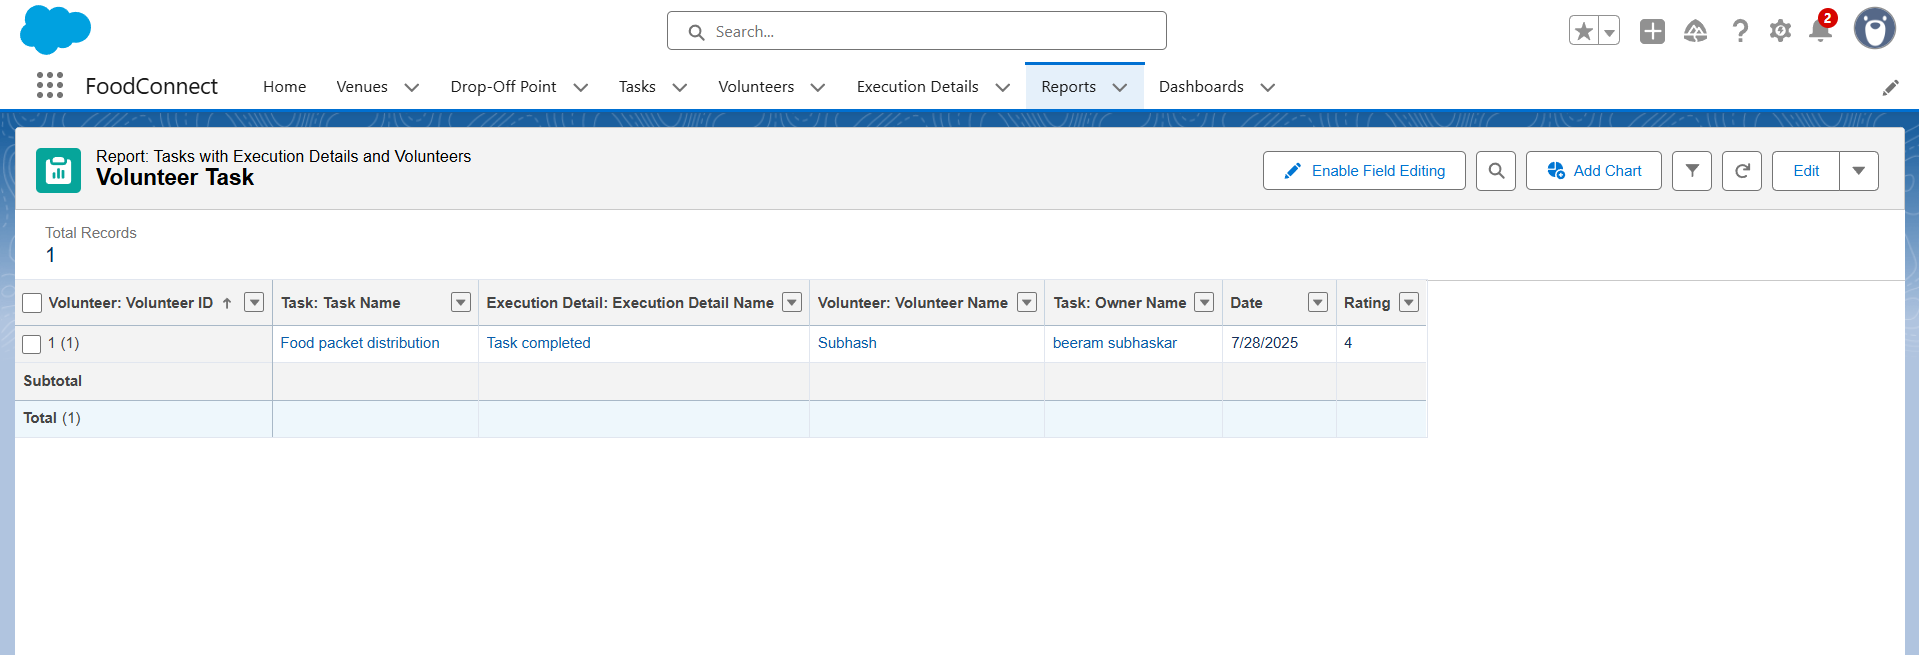 Search...
2
FoodConnect Home Venues Drop-Off Point Tasks Volunteers Execution Details Reports Dashboards
Report: Tasks with Execution Details and Volunteers
Volunteer Task
Enable Field Editing Add Chart Edit
Total Records
1
Volunteer: Volunteer ID ↑ Task: Task Name Execution Detail: Execution Detail Name Volunteer: Volunteer Name Task: Owner Name Date Rating
1 (1) Food packet distribution Task completed Subhash beeram subhaskar 7/28/2025 4
Subtotal
Total (1)